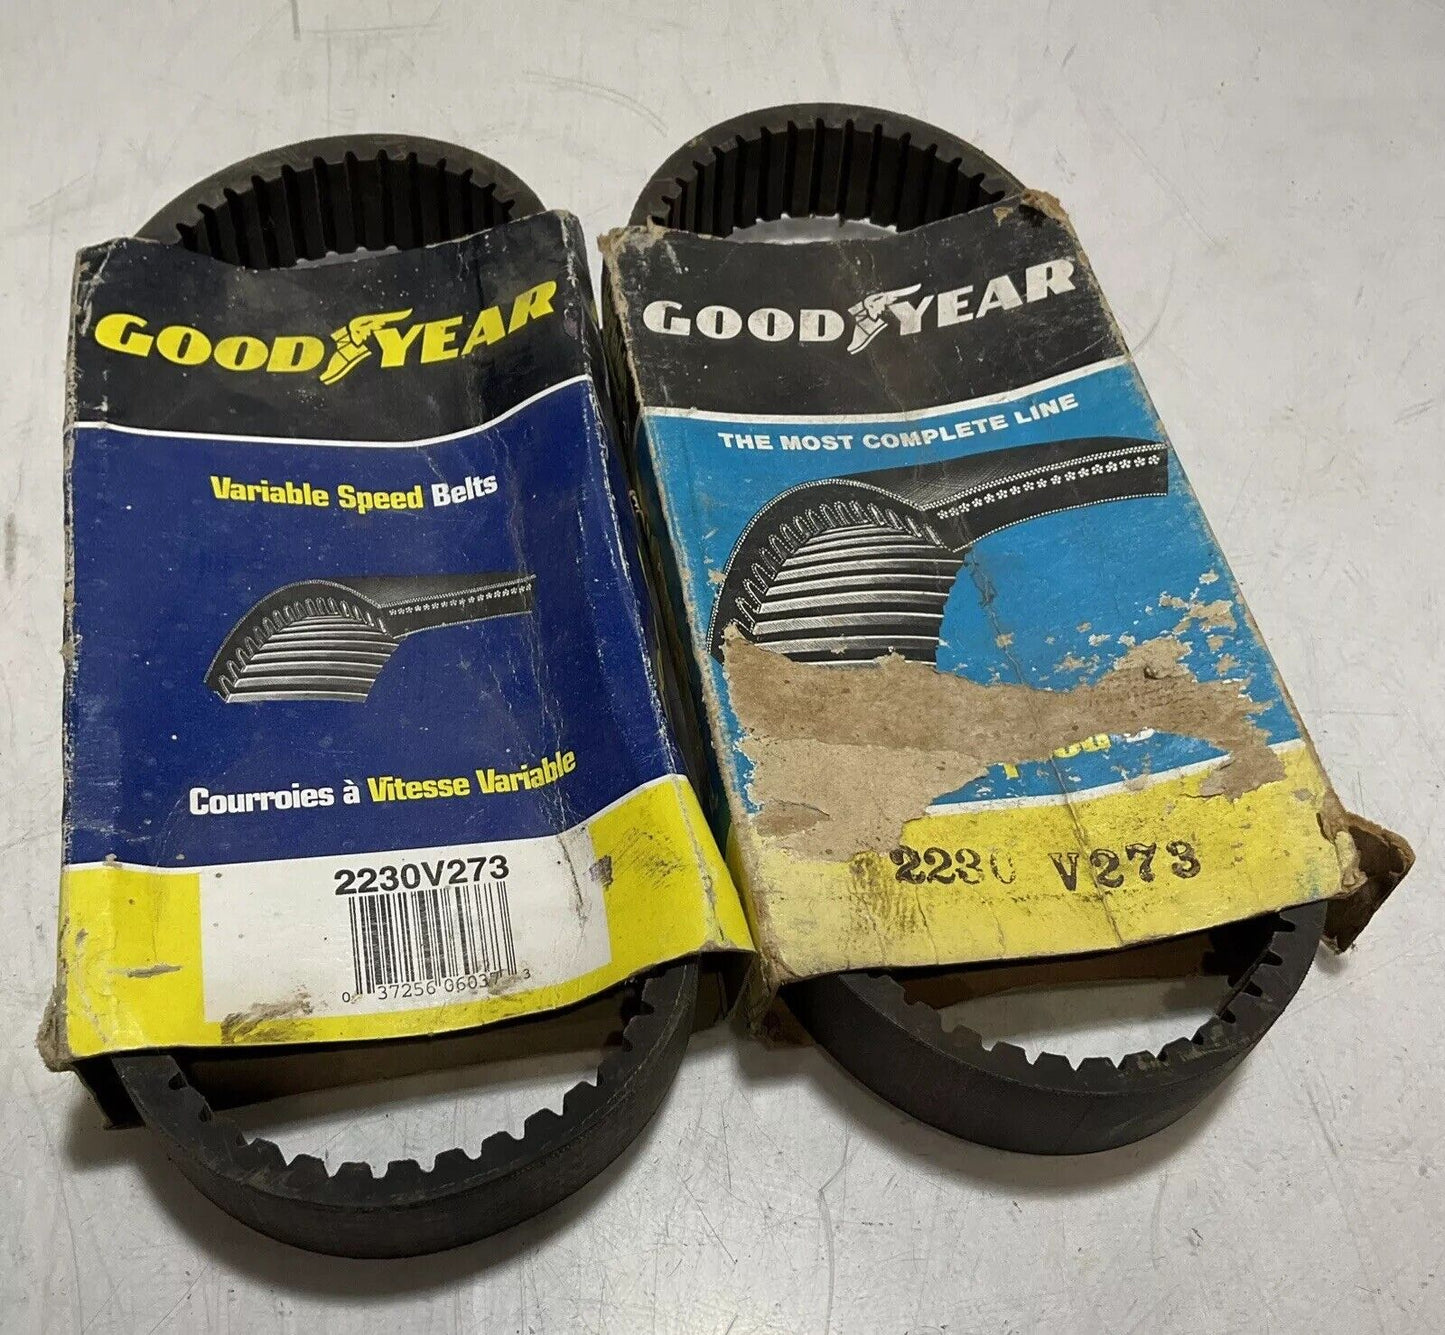 GOODYEAR
Variable Speed Belts
Courroies à Vitesse Variable
2230V273
0 37256 06037 3
GOODYEAR
THE MOST COMPLETE LINE
2230 V273